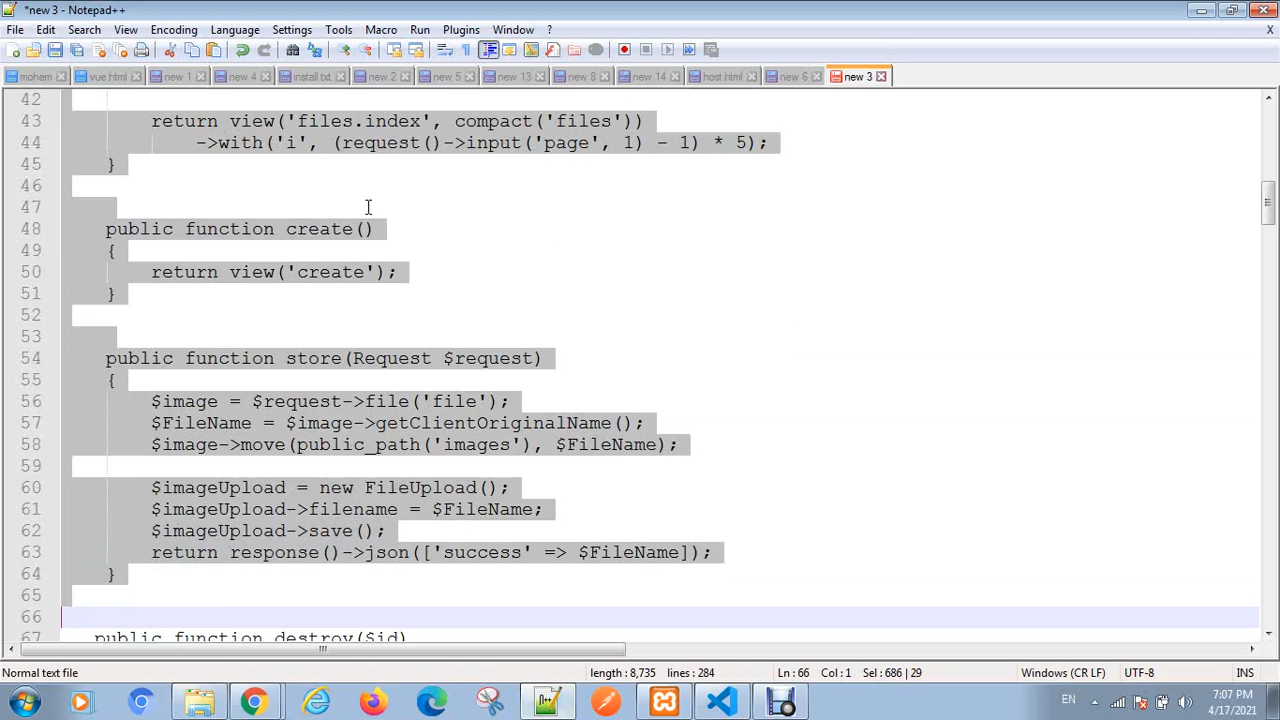 *new 3 - Notepad++
File Edit Search View Encoding Language Settings Tools Macro Run Plugins Window ? X
mohem vue.html new 1 new 4 install.txt new 2 new 5 new 13 new 8 new 14 host.html new 6 new 3
42
43 return view('files.index', compact('files'))
44 ->with('i', (request()->input('page', 1) - 1) * 5);
45 }
46
47
48 public function create()
49 {
50 return view('create');
51 }
52
53
54 public function store(Request $request)
55 {
56 $image = $request->file('file');
57 $FileName = $image->getClientOriginalName();
58 $image->move(public_path('images'), $FileName);
59
60 $imageUpload = new FileUpload();
61 $imageUpload->filename = $FileName;
62 $imageUpload->save();
63 return response()->json(['success' => $FileName]);
64 }
65
66
67 public function destroy($id)
Normal text file length : 8,735 lines : 284 Ln : 66 Col : 1 Sel : 686 | 29 Windows (CR LF) UTF-8 INS
EN 7:07 PM
4/17/2021